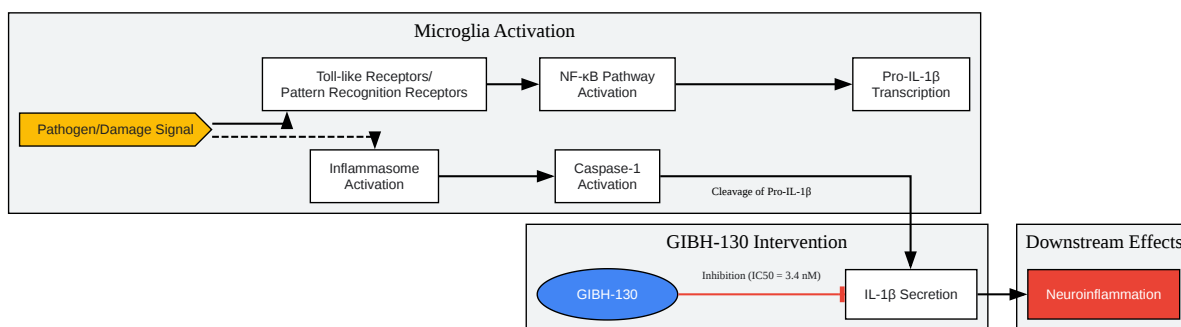 Microglia Activation
Toll-like Receptors/
Pattern Recognition Receptors
NF-κB Pathway
Activation
Pro-IL-1β
Transcription
Pathogen/Damage Signal
Inflammasome
Activation
Caspase-1
Activation
Cleavage of Pro-IL-1β
GIBH-130 Intervention
Downstream Effects
GIBH-130
Inhibition (IC50 = 3.4 nM)
IL-1β Secretion
Neuroinflammation